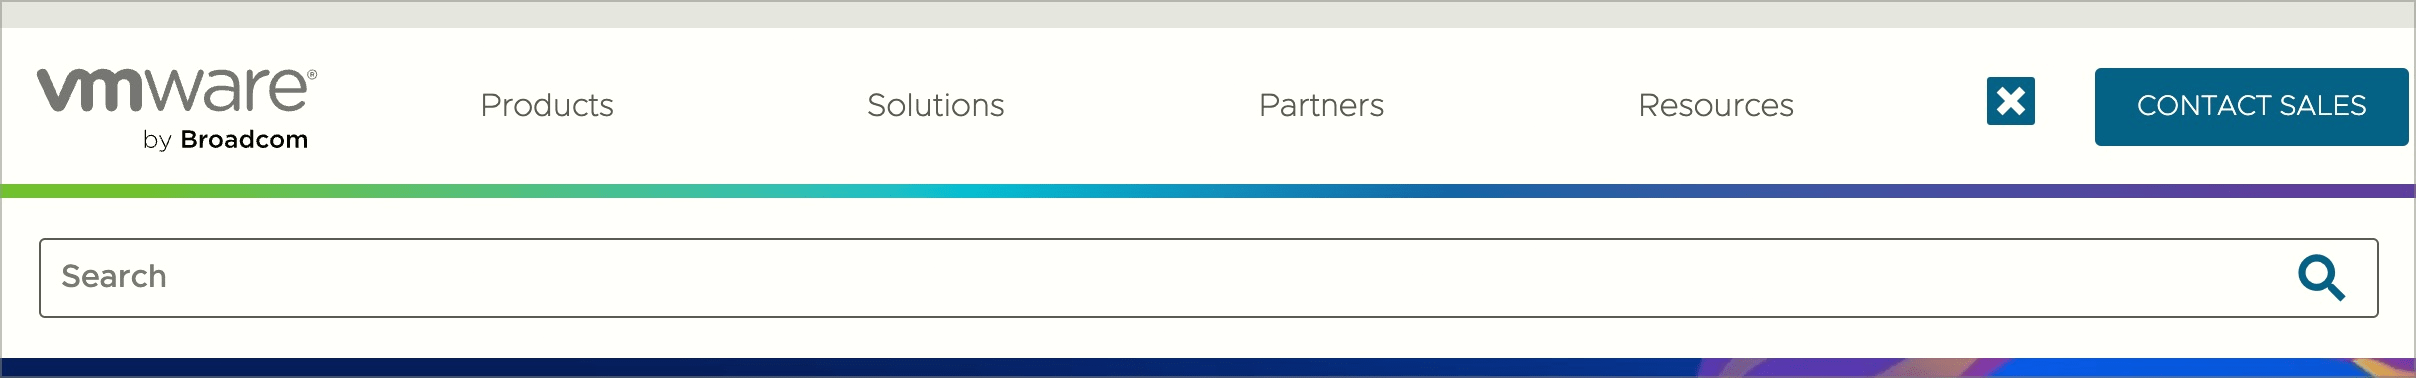 vmware®
by Broadcom
Products
Solutions
Partners
Resources
CONTACT SALES
Search